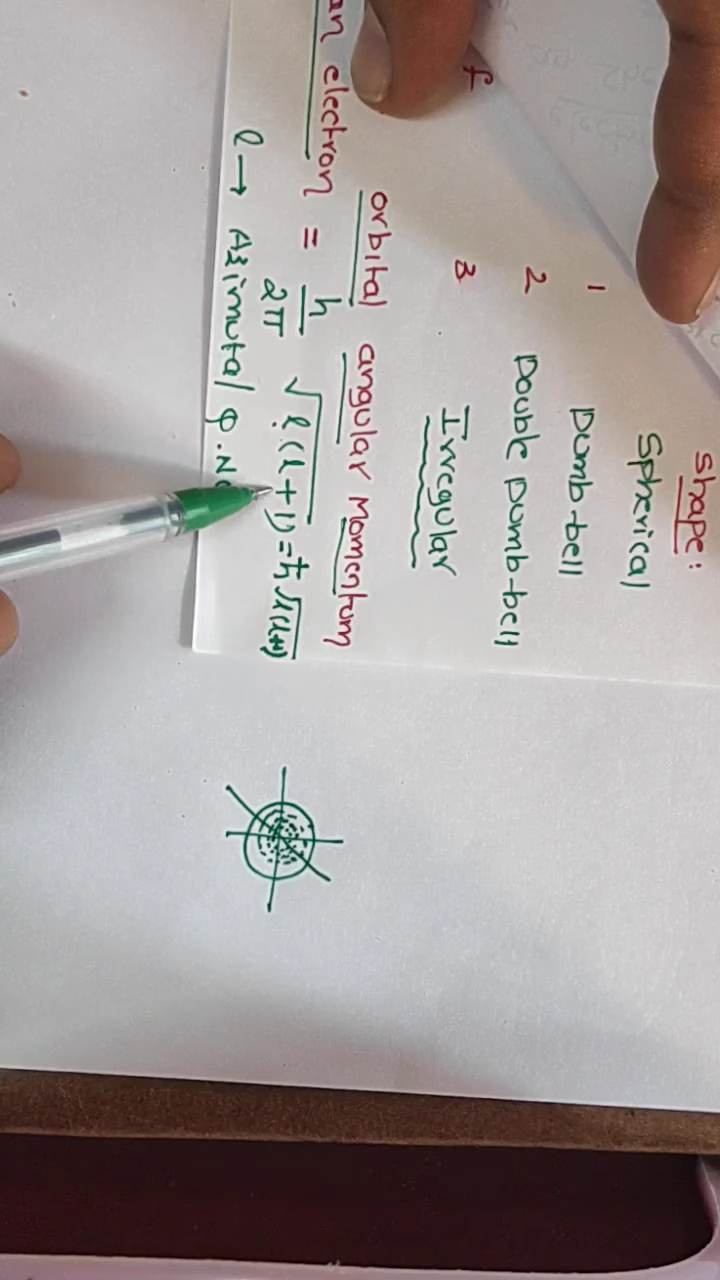 shape:
Spherical
1 Dumb-bell
2 Double Dumb-bell
f 3 Irregular
orbital angular Momentum
an electron = h/2π √l(l+1) = ħ√l(l+1)
l → Azimutal Q.No